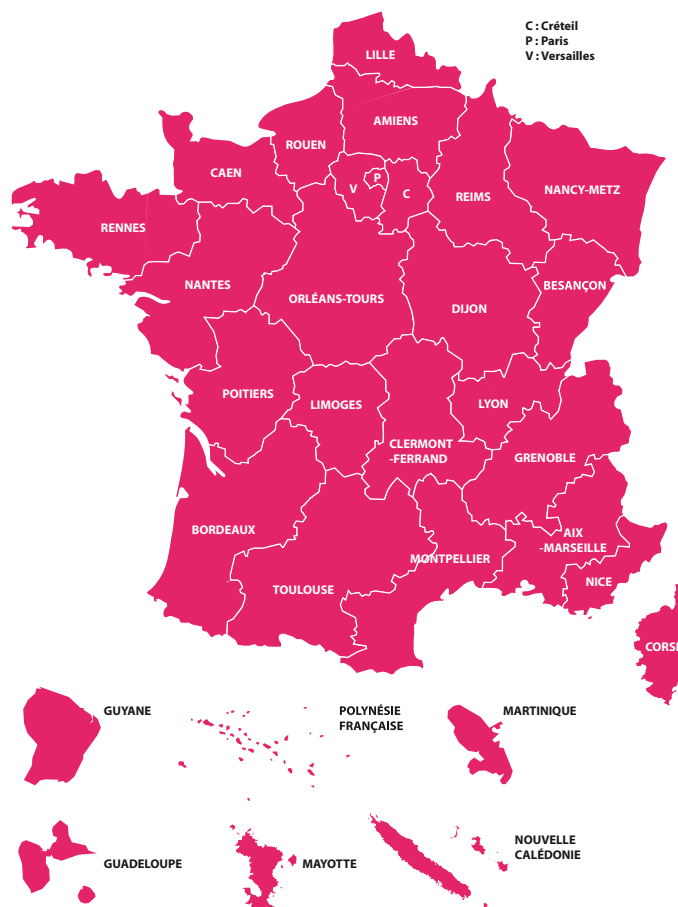 C : Créteil
P : Paris
V : Versailles
LILLE
AMIENS
ROUEN
CAEN
P
V
C
REIMS
NANCY-METZ
RENNES
NANTES
ORLÉANS-TOURS
DIJON
BESANÇON
POITIERS
LIMOGES
LYON
CLERMONT
-FERRAND
GRENOBLE
BORDEAUX
AIX
-MARSEILLE
MONTPELLIER
TOULOUSE
NICE
CORSE
GUYANE
POLYNÉSIE
FRANÇAISE
MARTINIQUE
GUADELOUPE
MAYOTTE
NOUVELLE
CALÉDONIE